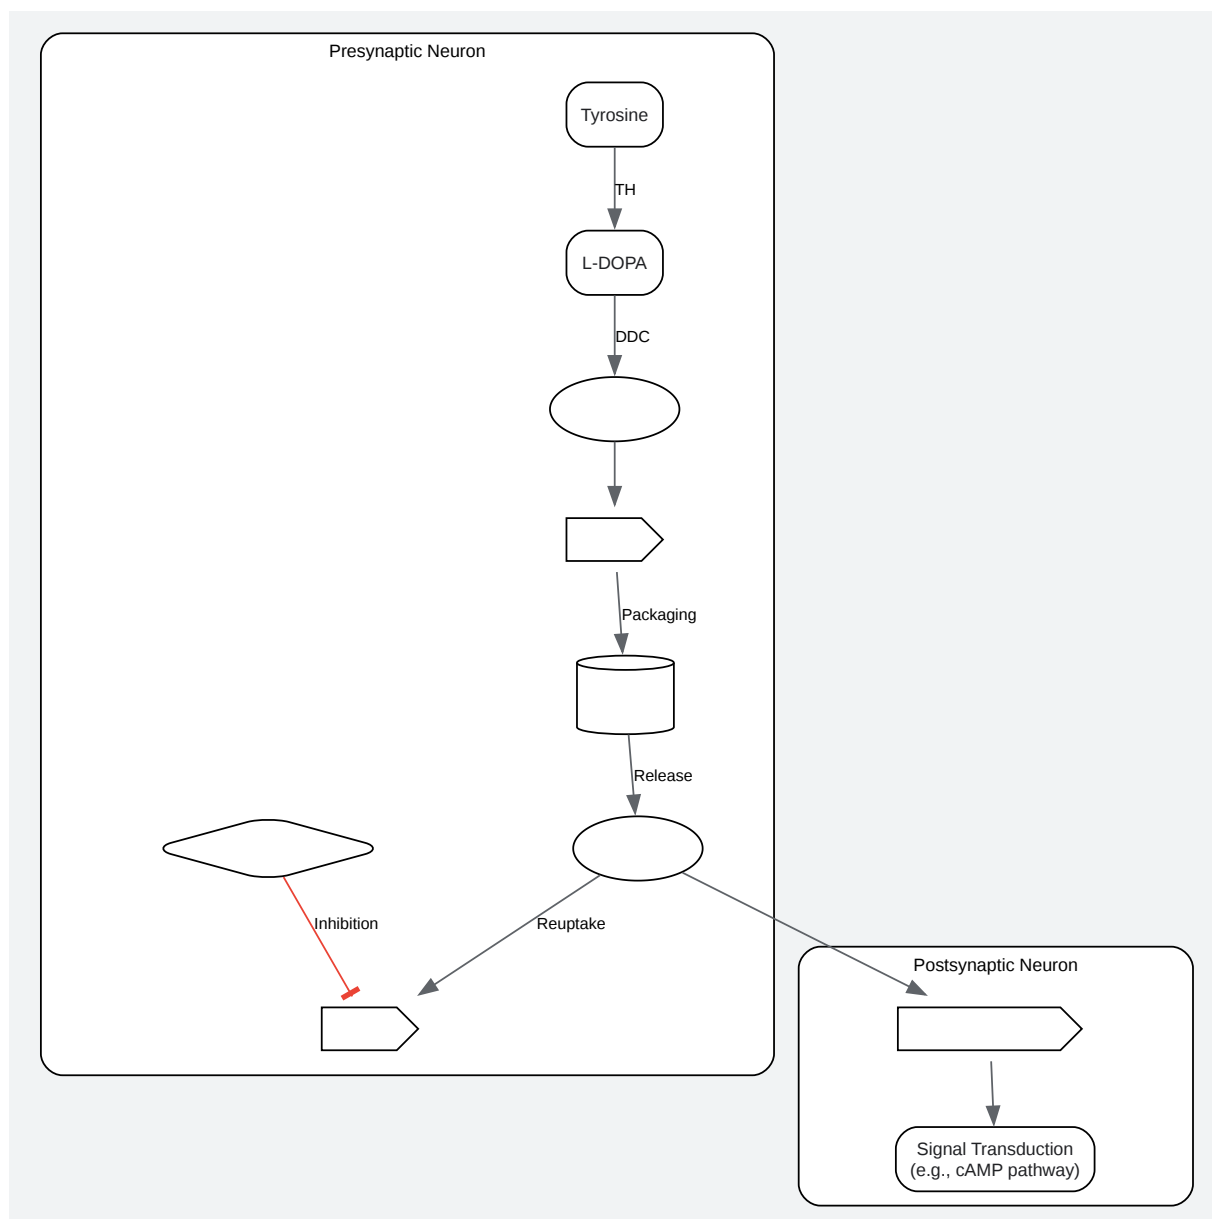 Presynaptic Neuron
Tyrosine
TH
L-DOPA
DDC
Packaging
Release
Inhibition
Reuptake
Postsynaptic Neuron
Signal Transduction
(e.g., cAMP pathway)